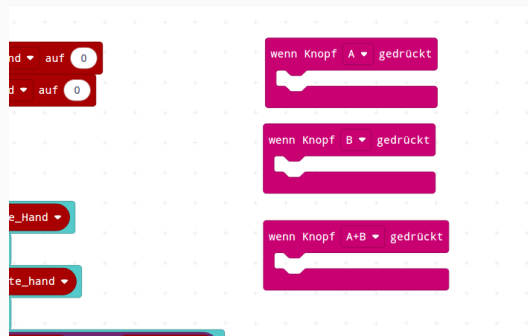 nd auf 0
d auf 0
e_Hand
te_hand
wenn Knopf A gedrückt
wenn Knopf B gedrückt
wenn Knopf A+B gedrückt